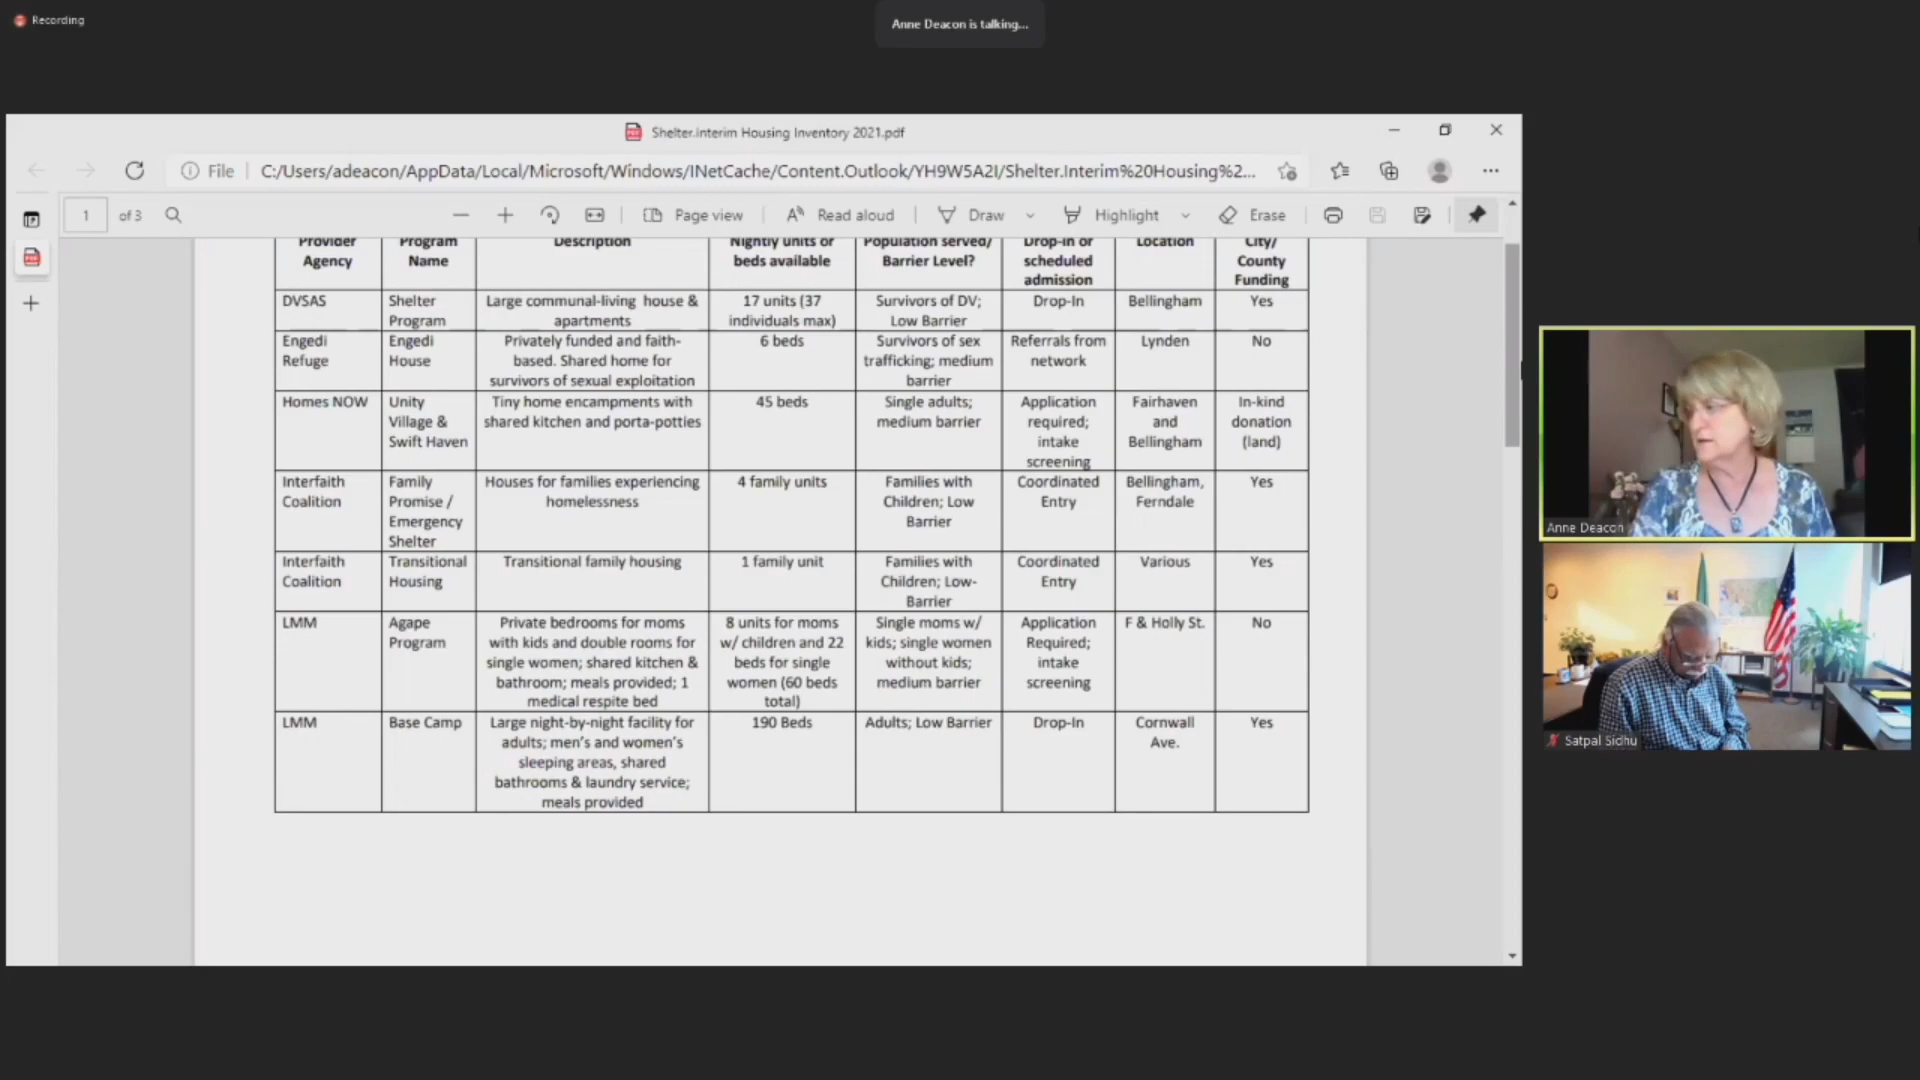 Recording
Anne Deacon is talking...
Shelter.Interim Housing Inventory 2021.pdf
File C:/Users/adeacon/AppData/Local/Microsoft/Windows/INetCache/Content.Outlook/YH9W5A2I/Shelter.Interim%20Housing%2...
1 of 3 Page view Read aloud Draw Highlight Erase
Provider Program Description Nightly units or Population served/ Drop-in or Location City/
Agency Name beds available Barrier Level? scheduled County
admission Funding
DVSAS Shelter Large communal-living house & 17 units (37 Survivors of DV; Drop-In Bellingham Yes
Program apartments individuals max) Low Barrier
Engedi Engedi Privately funded and faith- 6 beds Survivors of sex Referrals from Lynden No
Refuge House based. Shared home for trafficking; medium network
survivors of sexual exploitation barrier
Homes NOW Unity Tiny home encampments with 45 beds Single adults; Application Fairhaven In-kind
Village & shared kitchen and porta-potties medium barrier required; and donation
Swift Haven intake Bellingham (land)
screening
Interfaith Family Houses for families experiencing 4 family units Families with Coordinated Bellingham, Yes
Coalition Promise / homelessness Children; Low Entry Ferndale
Emergency Barrier
Shelter
Interfaith Transitional Transitional family housing 1 family unit Families with Coordinated Various Yes
Coalition Housing Children; Low- Entry
Barrier
LMM Agape Private bedrooms for moms 8 units for moms Single moms w/ Application F & Holly St. No
Program with kids and double rooms for w/ children and 22 kids; single women Required;
single women; shared kitchen & beds for single without kids; intake
bathroom; meals provided; 1 women (60 beds medium barrier screening
medical respite bed total)
LMM Base Camp Large night-by-night facility for 190 Beds Adults; Low Barrier Drop-In Cornwall Yes
adults; men's and women's Ave.
sleeping areas, shared
bathrooms & laundry service;
meals provided
Anne Deacon
Satpal Sidhu